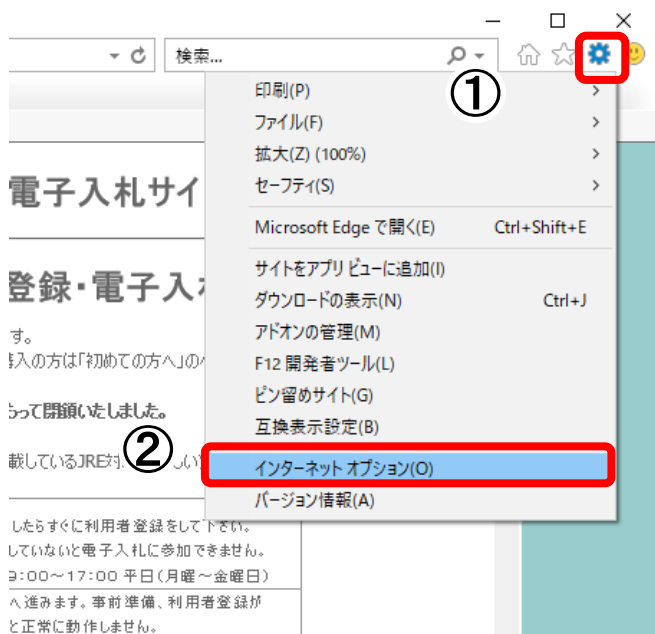 検索...
①
印刷(P)
ファイル(F)
拡大(Z) (100%)
セーフティ(S)
Microsoft Edge で開く(E) Ctrl+Shift+E
サイトをアプリ ビューに追加(I)
ダウンロードの表示(N) Ctrl+J
アドオンの管理(M)
F12 開発者ツール(L)
ピン留めサイト(G)
互換表示設定(B)
②
インターネット オプション(O)
バージョン情報(A)
電子入札サイ
登録・電子入
す。
入の方は「初めての方へ」の
って閉鎖いたしました。
載しているJRE対
したらすぐに利用者登録をして下さい。
していないと電子入札に参加できません。
9:00～17:00 平日(月曜～金曜日)
へ進みます。事前準備、利用者登録が
と正常に動作しません。